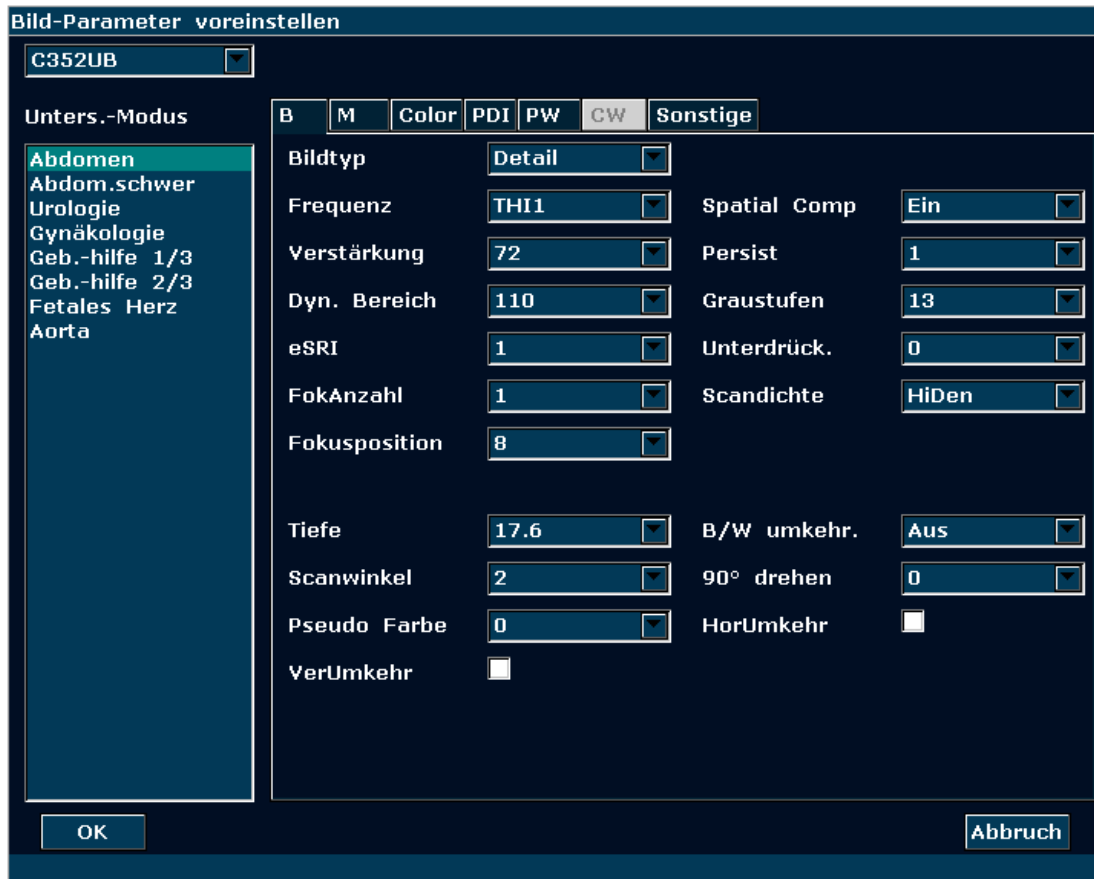 Bild-Parameter voreinstellen
C352UB
Unters.-Modus
B M Color PDI PW CW Sonstige
Abdomen
Abdom.schwer
Urologie
Gynäkologie
Geb.-hilfe 1/3
Geb.-hilfe 2/3
Fetales Herz
Aorta
Bildtyp Detail
Frequenz THI1 Spatial Comp Ein
Verstärkung 72 Persist 1
Dyn. Bereich 110 Graustufen 13
eSRI 1 Unterdrück. 0
FokAnzahl 1 Scandichte HiDen
Fokusposition 8
Tiefe 17.6 B/W umkehr. Aus
Scanwinkel 2 90° drehen 0
Pseudo Farbe 0 HorUmkehr
VerUmkehr
OK Abbruch